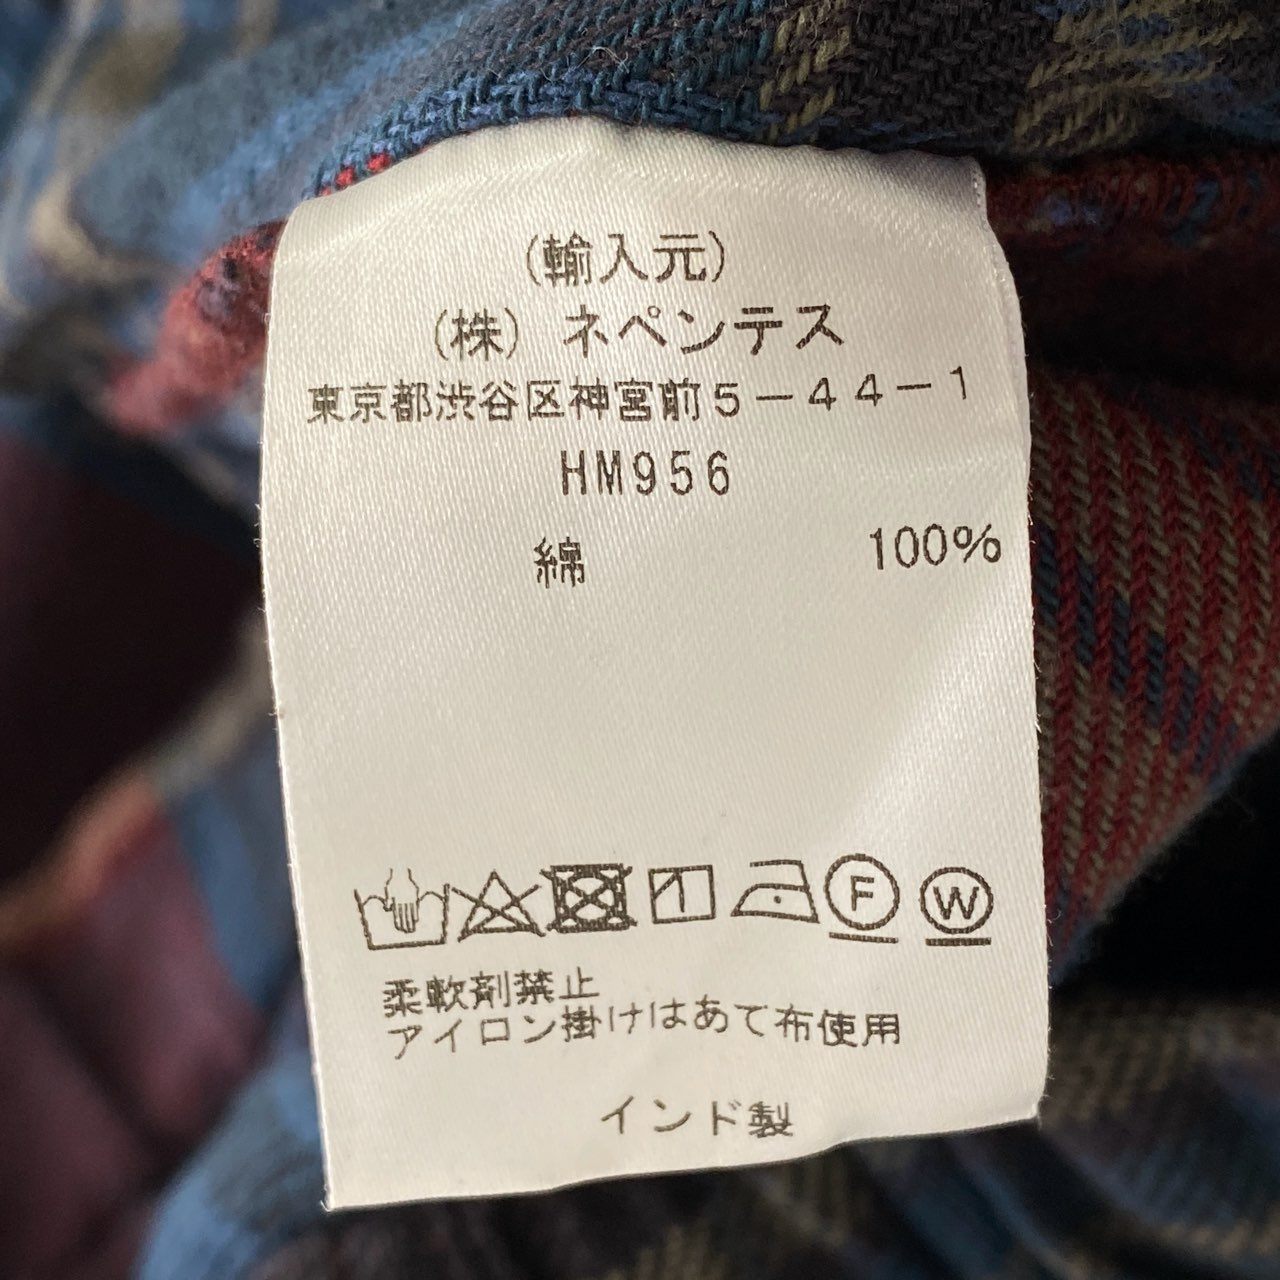 (輸入元)
(株) ネペンテス
東京都渋谷区神宮前5-44-1
HM956
綿 100%
F W
柔軟剤禁止
アイロン掛けはあて布使用
インド製